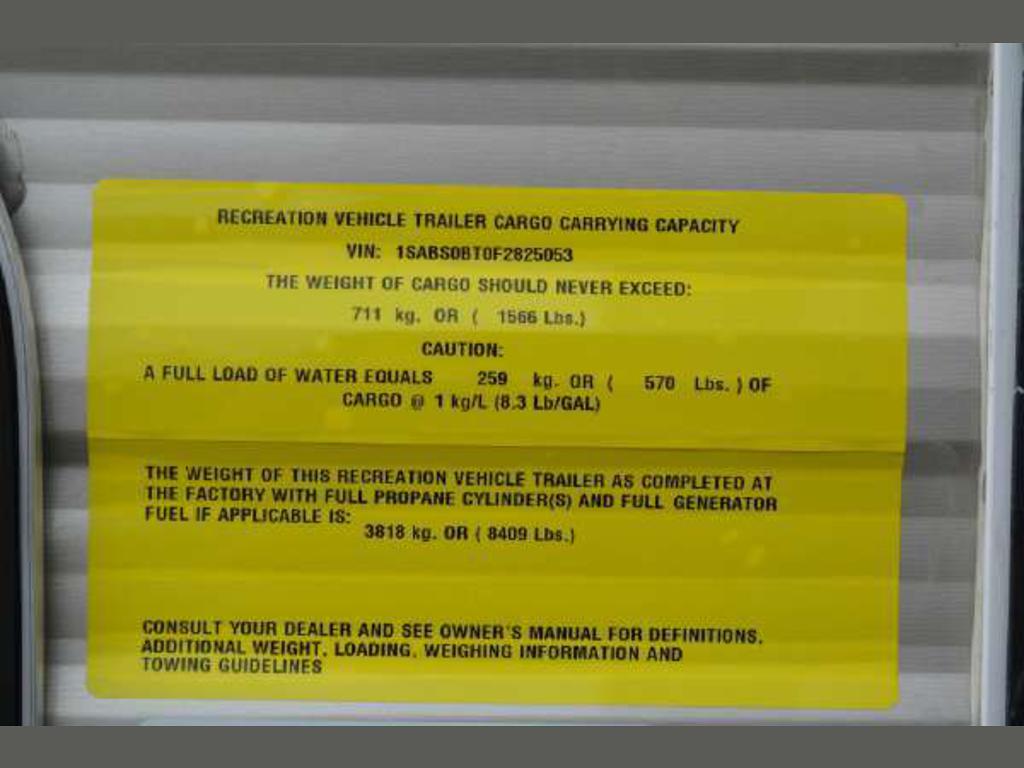 RECREATION VEHICLE TRAILER CARGO CARRYING CAPACITY
VIN: 1SABS0BT0F2825053
THE WEIGHT OF CARGO SHOULD NEVER EXCEED:
711 kg. OR ( 1566 Lbs.)
CAUTION:
A FULL LOAD OF WATER EQUALS 259 kg. OR ( 570 Lbs. ) OF
CARGO @ 1 kg/L (8.3 Lb/GAL)
THE WEIGHT OF THIS RECREATION VEHICLE TRAILER AS COMPLETED AT
THE FACTORY WITH FULL PROPANE CYLINDER(S) AND FULL GENERATOR
FUEL IF APPLICABLE IS:
3818 kg. OR ( 8409 Lbs.)
CONSULT YOUR DEALER AND SEE OWNER'S MANUAL FOR DEFINITIONS,
ADDITIONAL WEIGHT, LOADING, WEIGHING INFORMATION AND
TOWING GUIDELINES